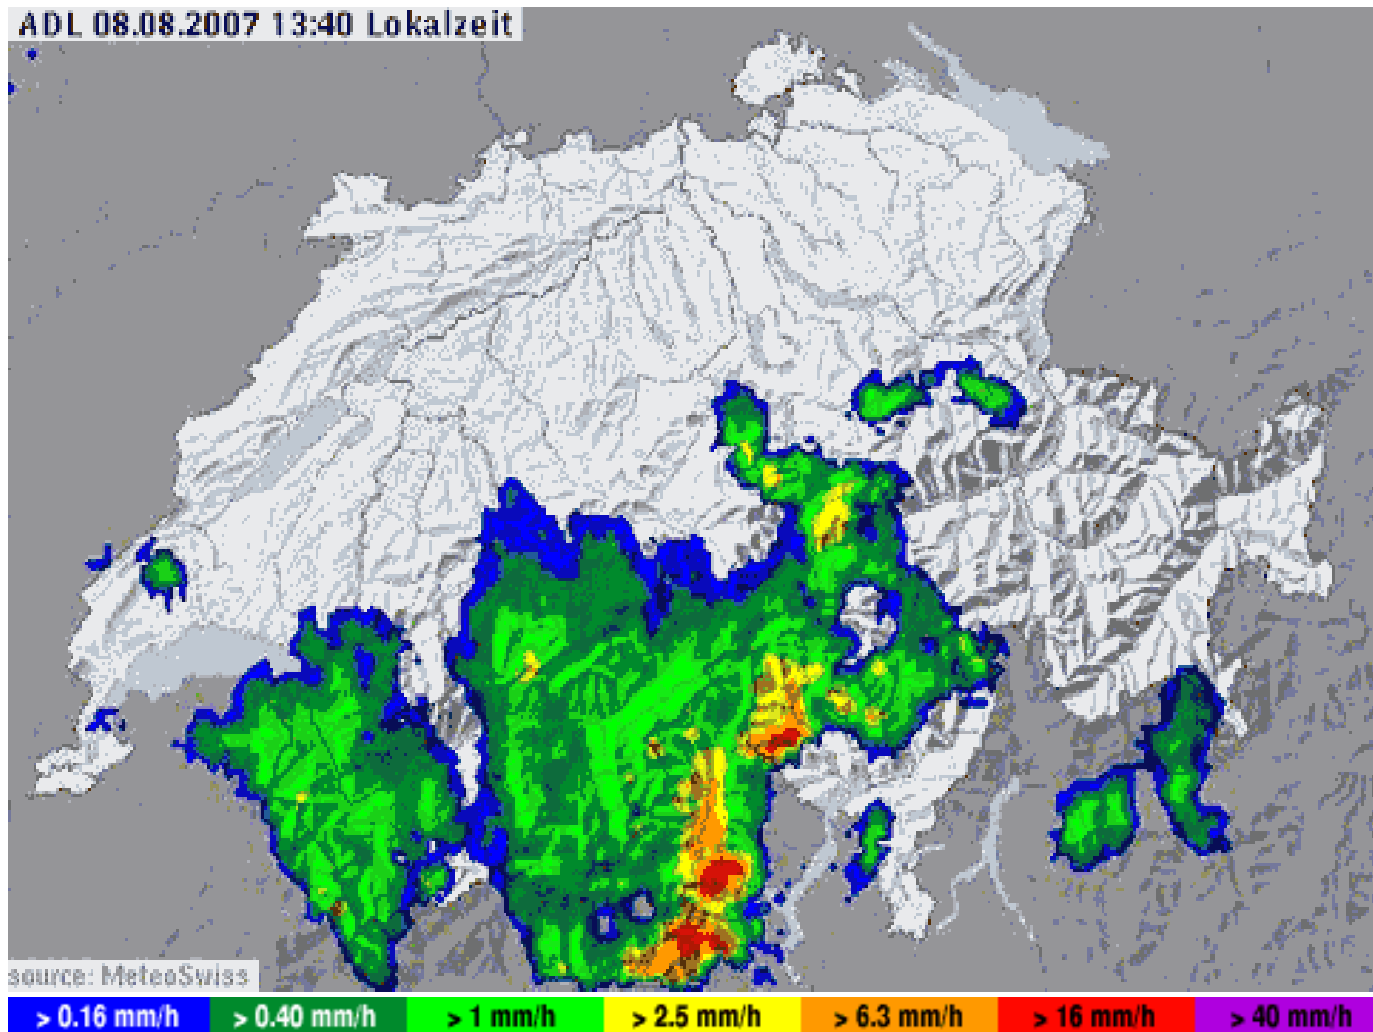 ADL 08.08.2007 13:40 Lokalzeit
source: MeteoSwiss
> 0.16 mm/h > 0.40 mm/h > 1 mm/h > 2.5 mm/h > 6.3 mm/h > 16 mm/h > 40 mm/h